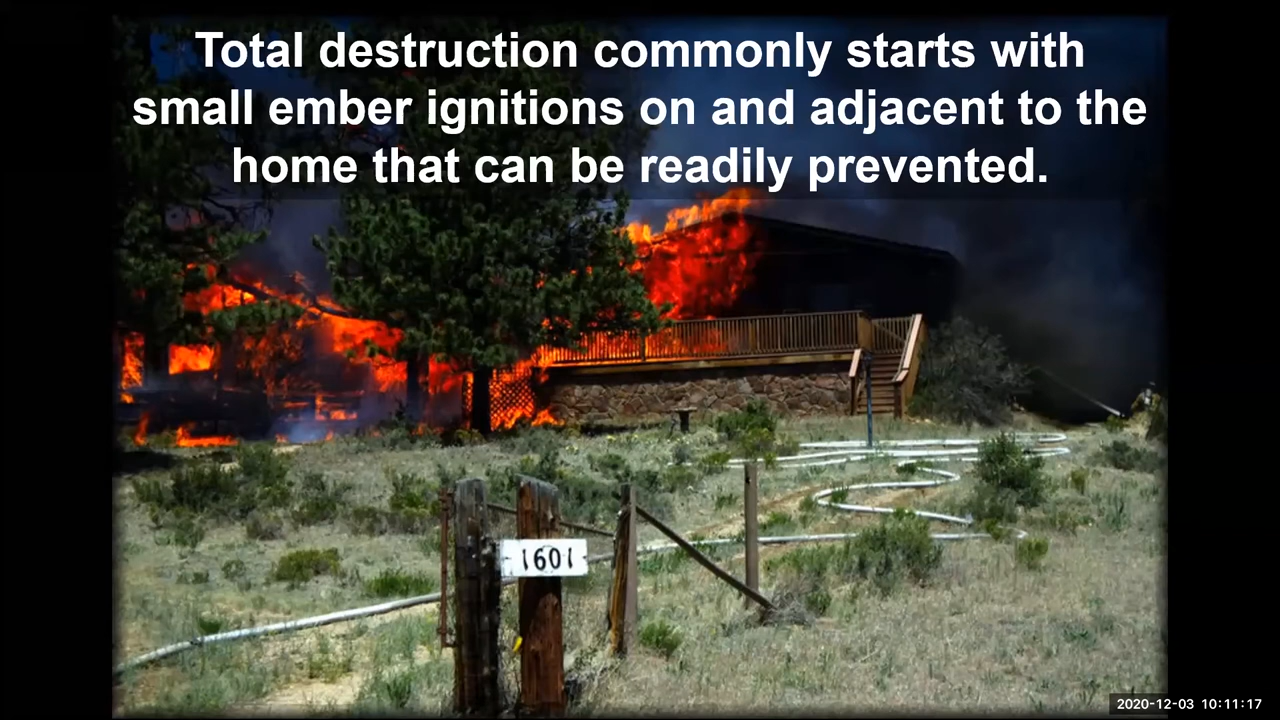 Total destruction commonly starts with
small ember ignitions on and adjacent to the
home that can be readily prevented.
1601
2020-12-03 10:11:17